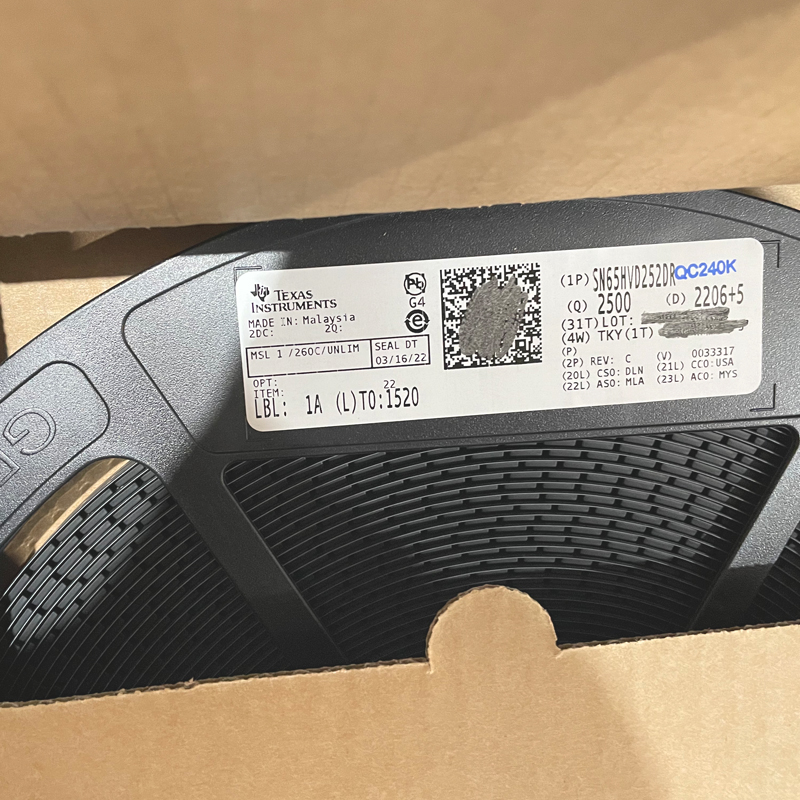 TEXAS
INSTRUMENTS
MADE IN: Malaysia
2DC: 2Q:
MSL 1 /260C/UNLIM
SEAL DT
03/16/22
OPT:
ITEM: 22
LBL: 1A (L)TO:1520
Pb
G4
e
(1P) SN65HVD252DR
QC240K
(Q) 2500 (D) 2206+5
(31T)LOT:
(4W) TKY(1T)
(P)
(2P) REV: C (V) 0033317
(20L) CSO: DLN (21L) CCO:USA
(22L) ASO: MLA (23L) ACO: MYS